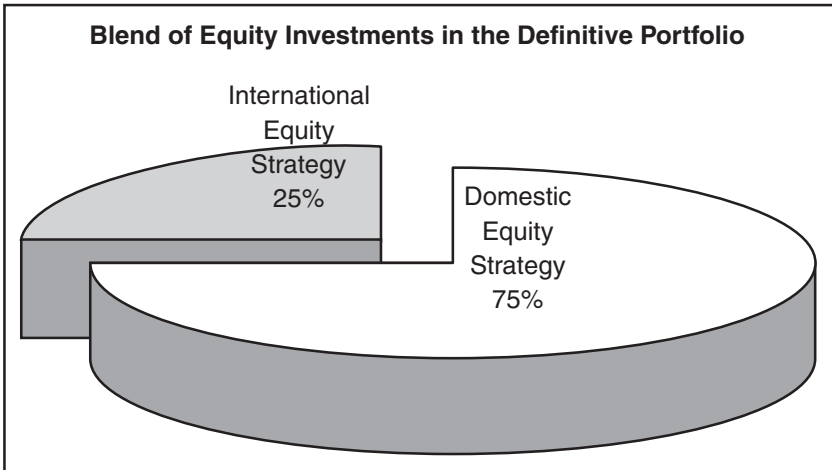 Blend of Equity Investments in the Definitive Portfolio
International
Equity
Strategy
25%
Domestic
Equity
Strategy
75%